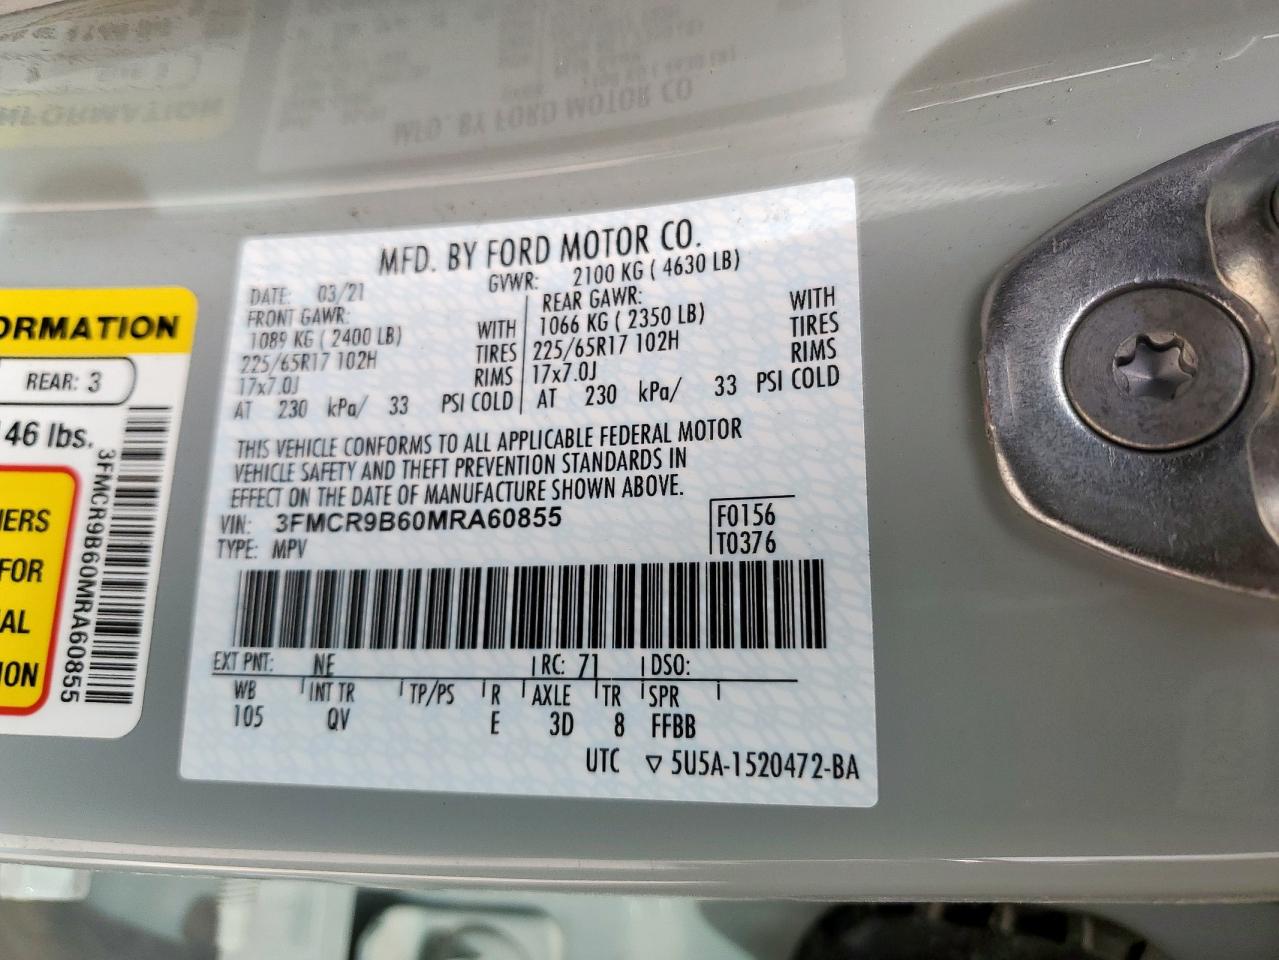 MFD. BY FORD MOTOR CO.
DATE: 03/21 GVWR: 2100 KG ( 4630 LB)
FRONT GAWR: REAR GAWR:
1089 KG ( 2400 LB) WITH 1066 KG ( 2350 LB) WITH
225/65R17 102H TIRES 225/65R17 102H TIRES
17x7.0J RIMS 17x7.0J RIMS
AT 230 kPa/ 33 PSI COLD AT 230 kPa/ 33 PSI COLD
THIS VEHICLE CONFORMS TO ALL APPLICABLE FEDERAL MOTOR
VEHICLE SAFETY AND THEFT PREVENTION STANDARDS IN
EFFECT ON THE DATE OF MANUFACTURE SHOWN ABOVE.
VIN: 3FMCR9B60MRA60855 F0156
TYPE: MPV T0376
EXT PNT: NE RC: 71 DSO:
WB INT TR TP/PS R AXLE TR SPR
105 QV E 3D 8 FFBB
UTC ▽ 5U5A-1520472-BA
ORMATION
REAR: 3
46 lbs.
IERS
FOR
AL
ION
3FMCR9B60MRA60855